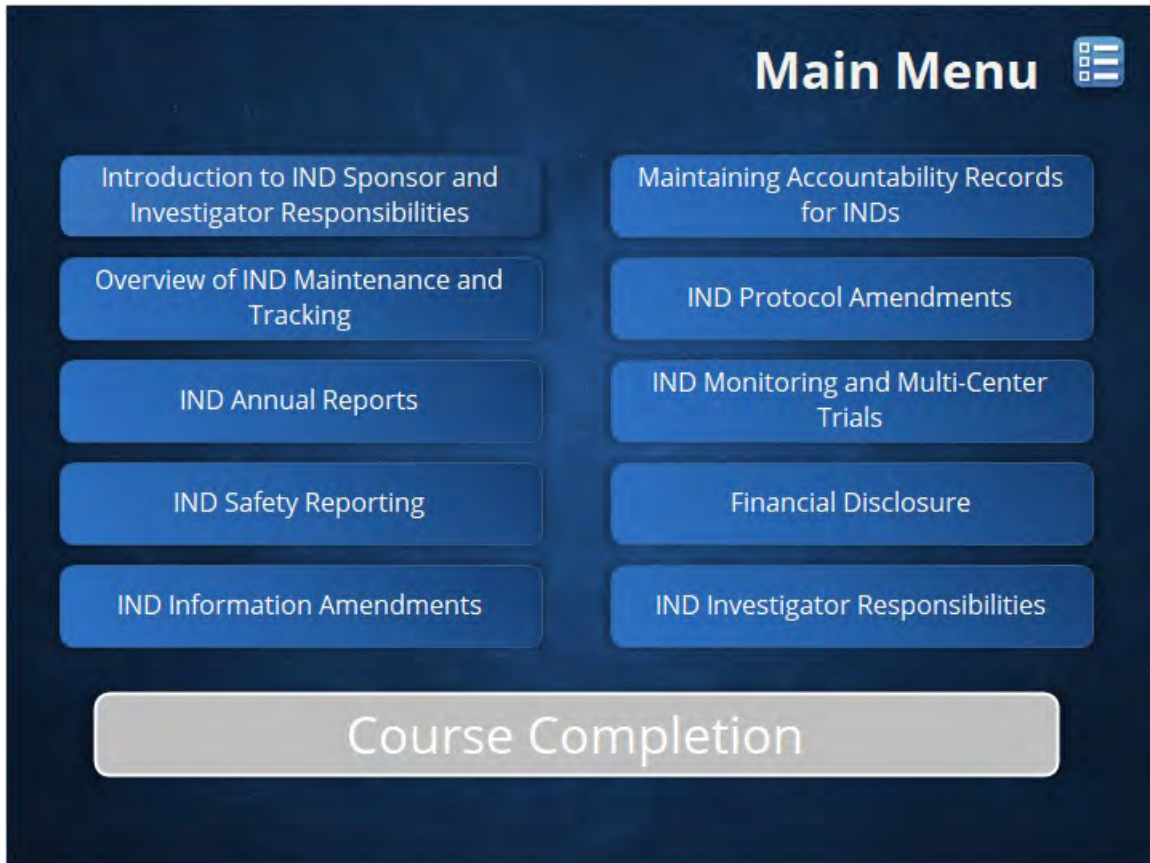 Main Menu
Introduction to IND Sponsor and
Investigator Responsibilities
Overview of IND Maintenance and
Tracking
IND Annual Reports
IND Safety Reporting
IND Information Amendments
Maintaining Accountability Records
for INDs
IND Protocol Amendments
IND Monitoring and Multi-Center
Trials
Financial Disclosure
IND Investigator Responsibilities
Course Completion